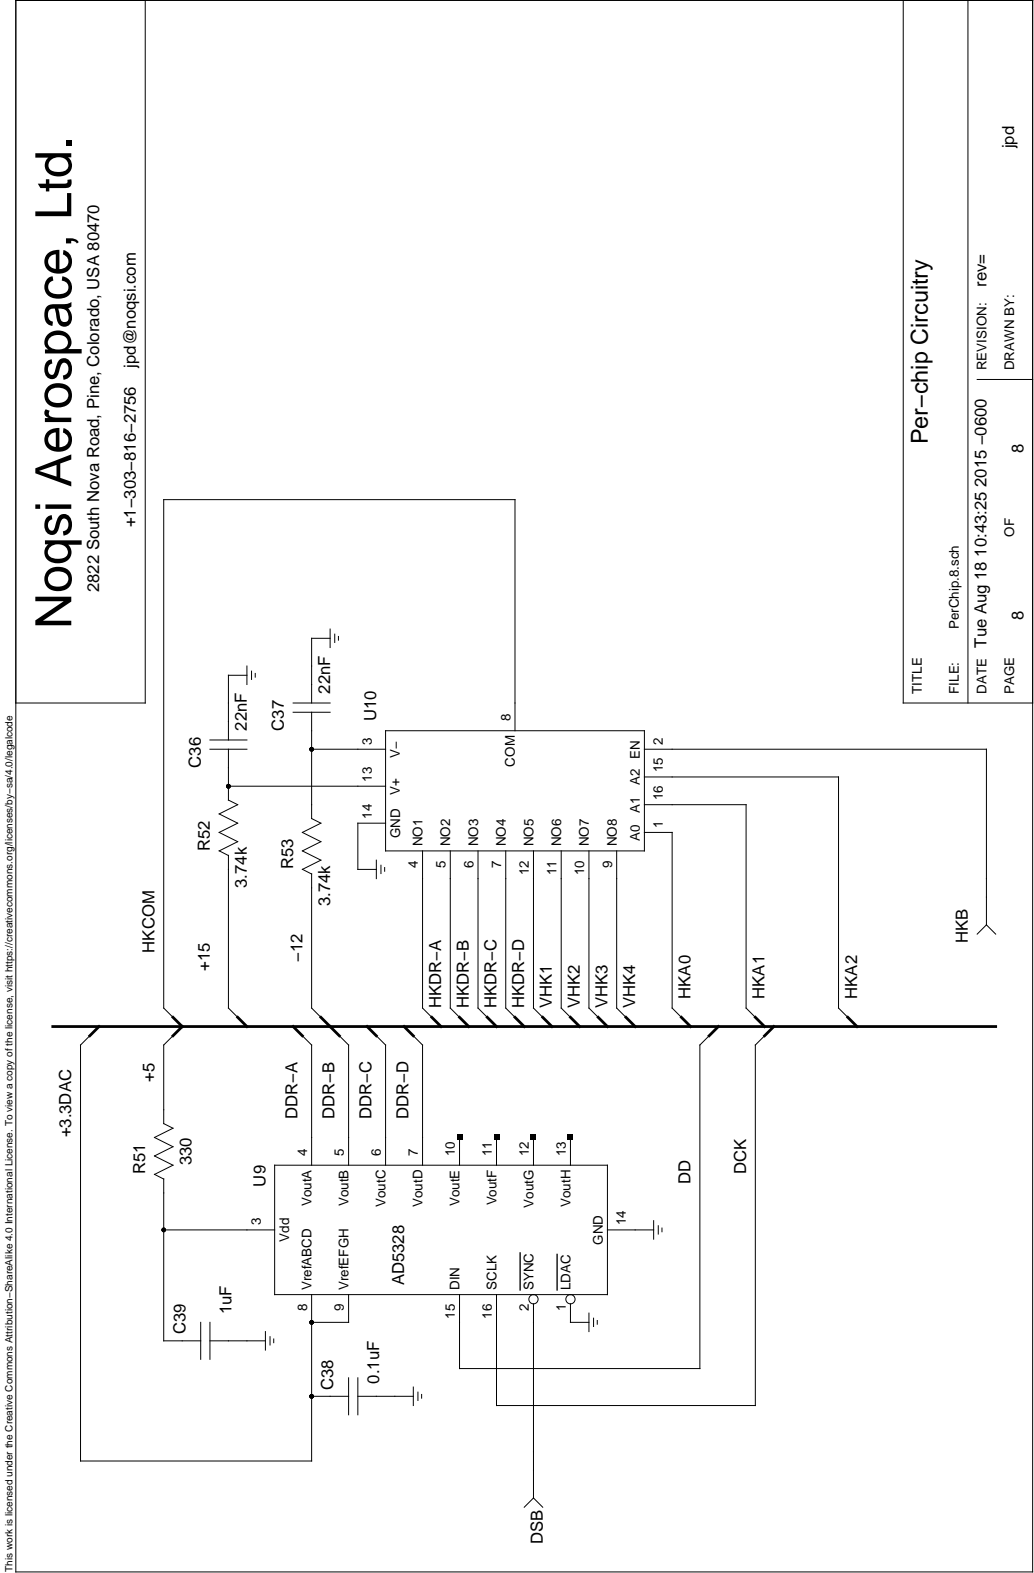 This work is licensed under the Creative Commons Attribution−ShareAlike 4.0 International License. To view a copy of the license, visit https://creativecommons.org/licenses/by−sa/4.0/legalcode
Noqsi Aerospace, Ltd.
2822 South Nova Road, Pine, Colorado, USA 80470
+1−303−816−2756 jpd@noqsi.com
+3.3DAC
HKCOM
+5
R51
330
+15
R52
3.74k
C36
22nF
−12
R53
3.74k
C37
22nF
C39
1uF
C38
0.1uF
U9
AD5328
3
Vdd
8
VrefABCD
9
VrefEFGH
15
DIN
16
SCLK
2
SYNC
1
LDAC
VoutA
4
VoutB
5
VoutC
6
VoutD
7
VoutE
10
VoutF
11
VoutG
12
VoutH
13
GND
14
DDR−A
DDR−B
DDR−C
DDR−D
DD
DCK
DSB
U10
14
GND
13
V+
3
V−
4
NO1
5
NO2
6
NO3
7
NO4
12
NO5
11
NO6
10
NO7
9
NO8
COM
8
A0
1
A1
16
A2
15
EN
2
HKDR−A
HKDR−B
HKDR−C
HKDR−D
VHK1
VHK2
VHK3
VHK4
HKA0
HKA1
HKA2
HKB
TITLE
Per−chip Circuitry
FILE: PerChip.8.sch
DATE Tue Aug 18 10:43:25 2015 −0600
REVISION: rev=
PAGE 8 OF 8
DRAWN BY: jpd